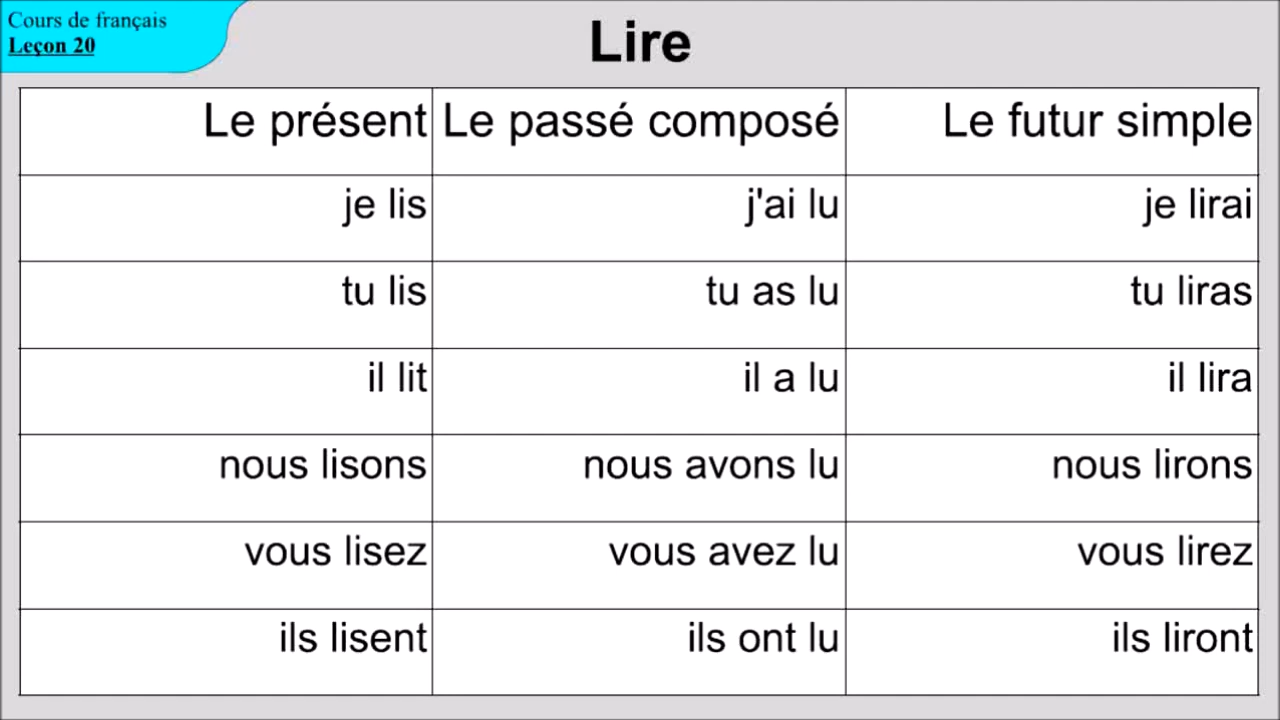 Cours de français
Leçon 20
Lire
Le présent Le passé composé Le futur simple
je lis j'ai lu je lirai
tu lis tu as lu tu liras
il lit il a lu il lira
nous lisons nous avons lu nous lirons
vous lisez vous avez lu vous lirez
ils lisent ils ont lu ils liront